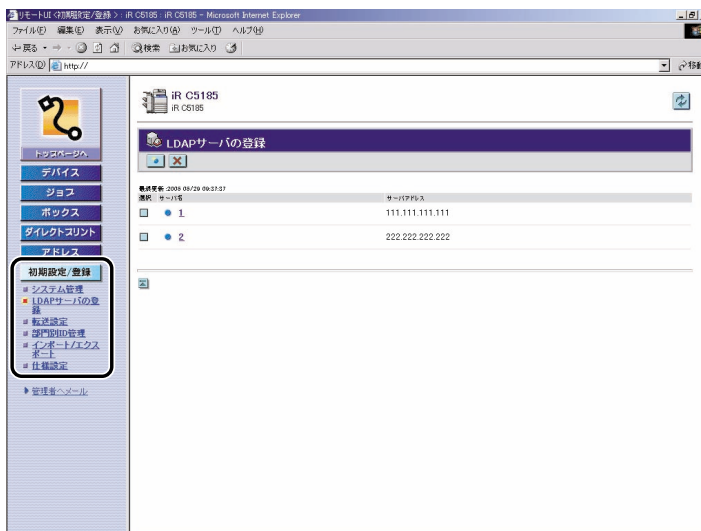 リモートUI <初期設定/登録> : iR C5185 : iR C5185 - Microsoft Internet Explorer
ファイル(F) 編集(E) 表示(V) お気に入り(A) ツール(T) ヘルプ(H)
戻る 検索 お気に入り
アドレス(D) http:// 移動
iR C5185
iR C5185
LDAPサーバの登録
最終更新 :2008 08/29 09:37:37
選択 サーバ名 サーバアドレス
1 111.111.111.111
2 222.222.222.222
トップページへ
デバイス
ジョブ
ボックス
ダイレクトプリント
アドレス
初期設定/登録
システム管理
LDAPサーバの登
録
転送設定
部門別ID管理
インポート/エクス
ポート
仕様設定
管理者へメール